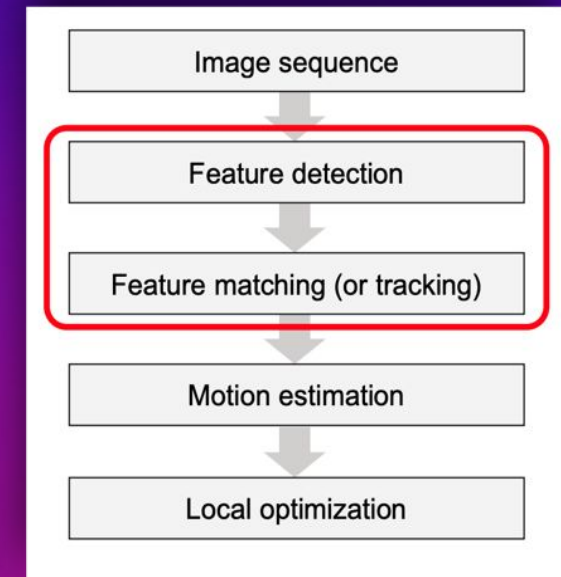 Image sequence
Feature detection
Feature matching (or tracking)
Motion estimation
Local optimization